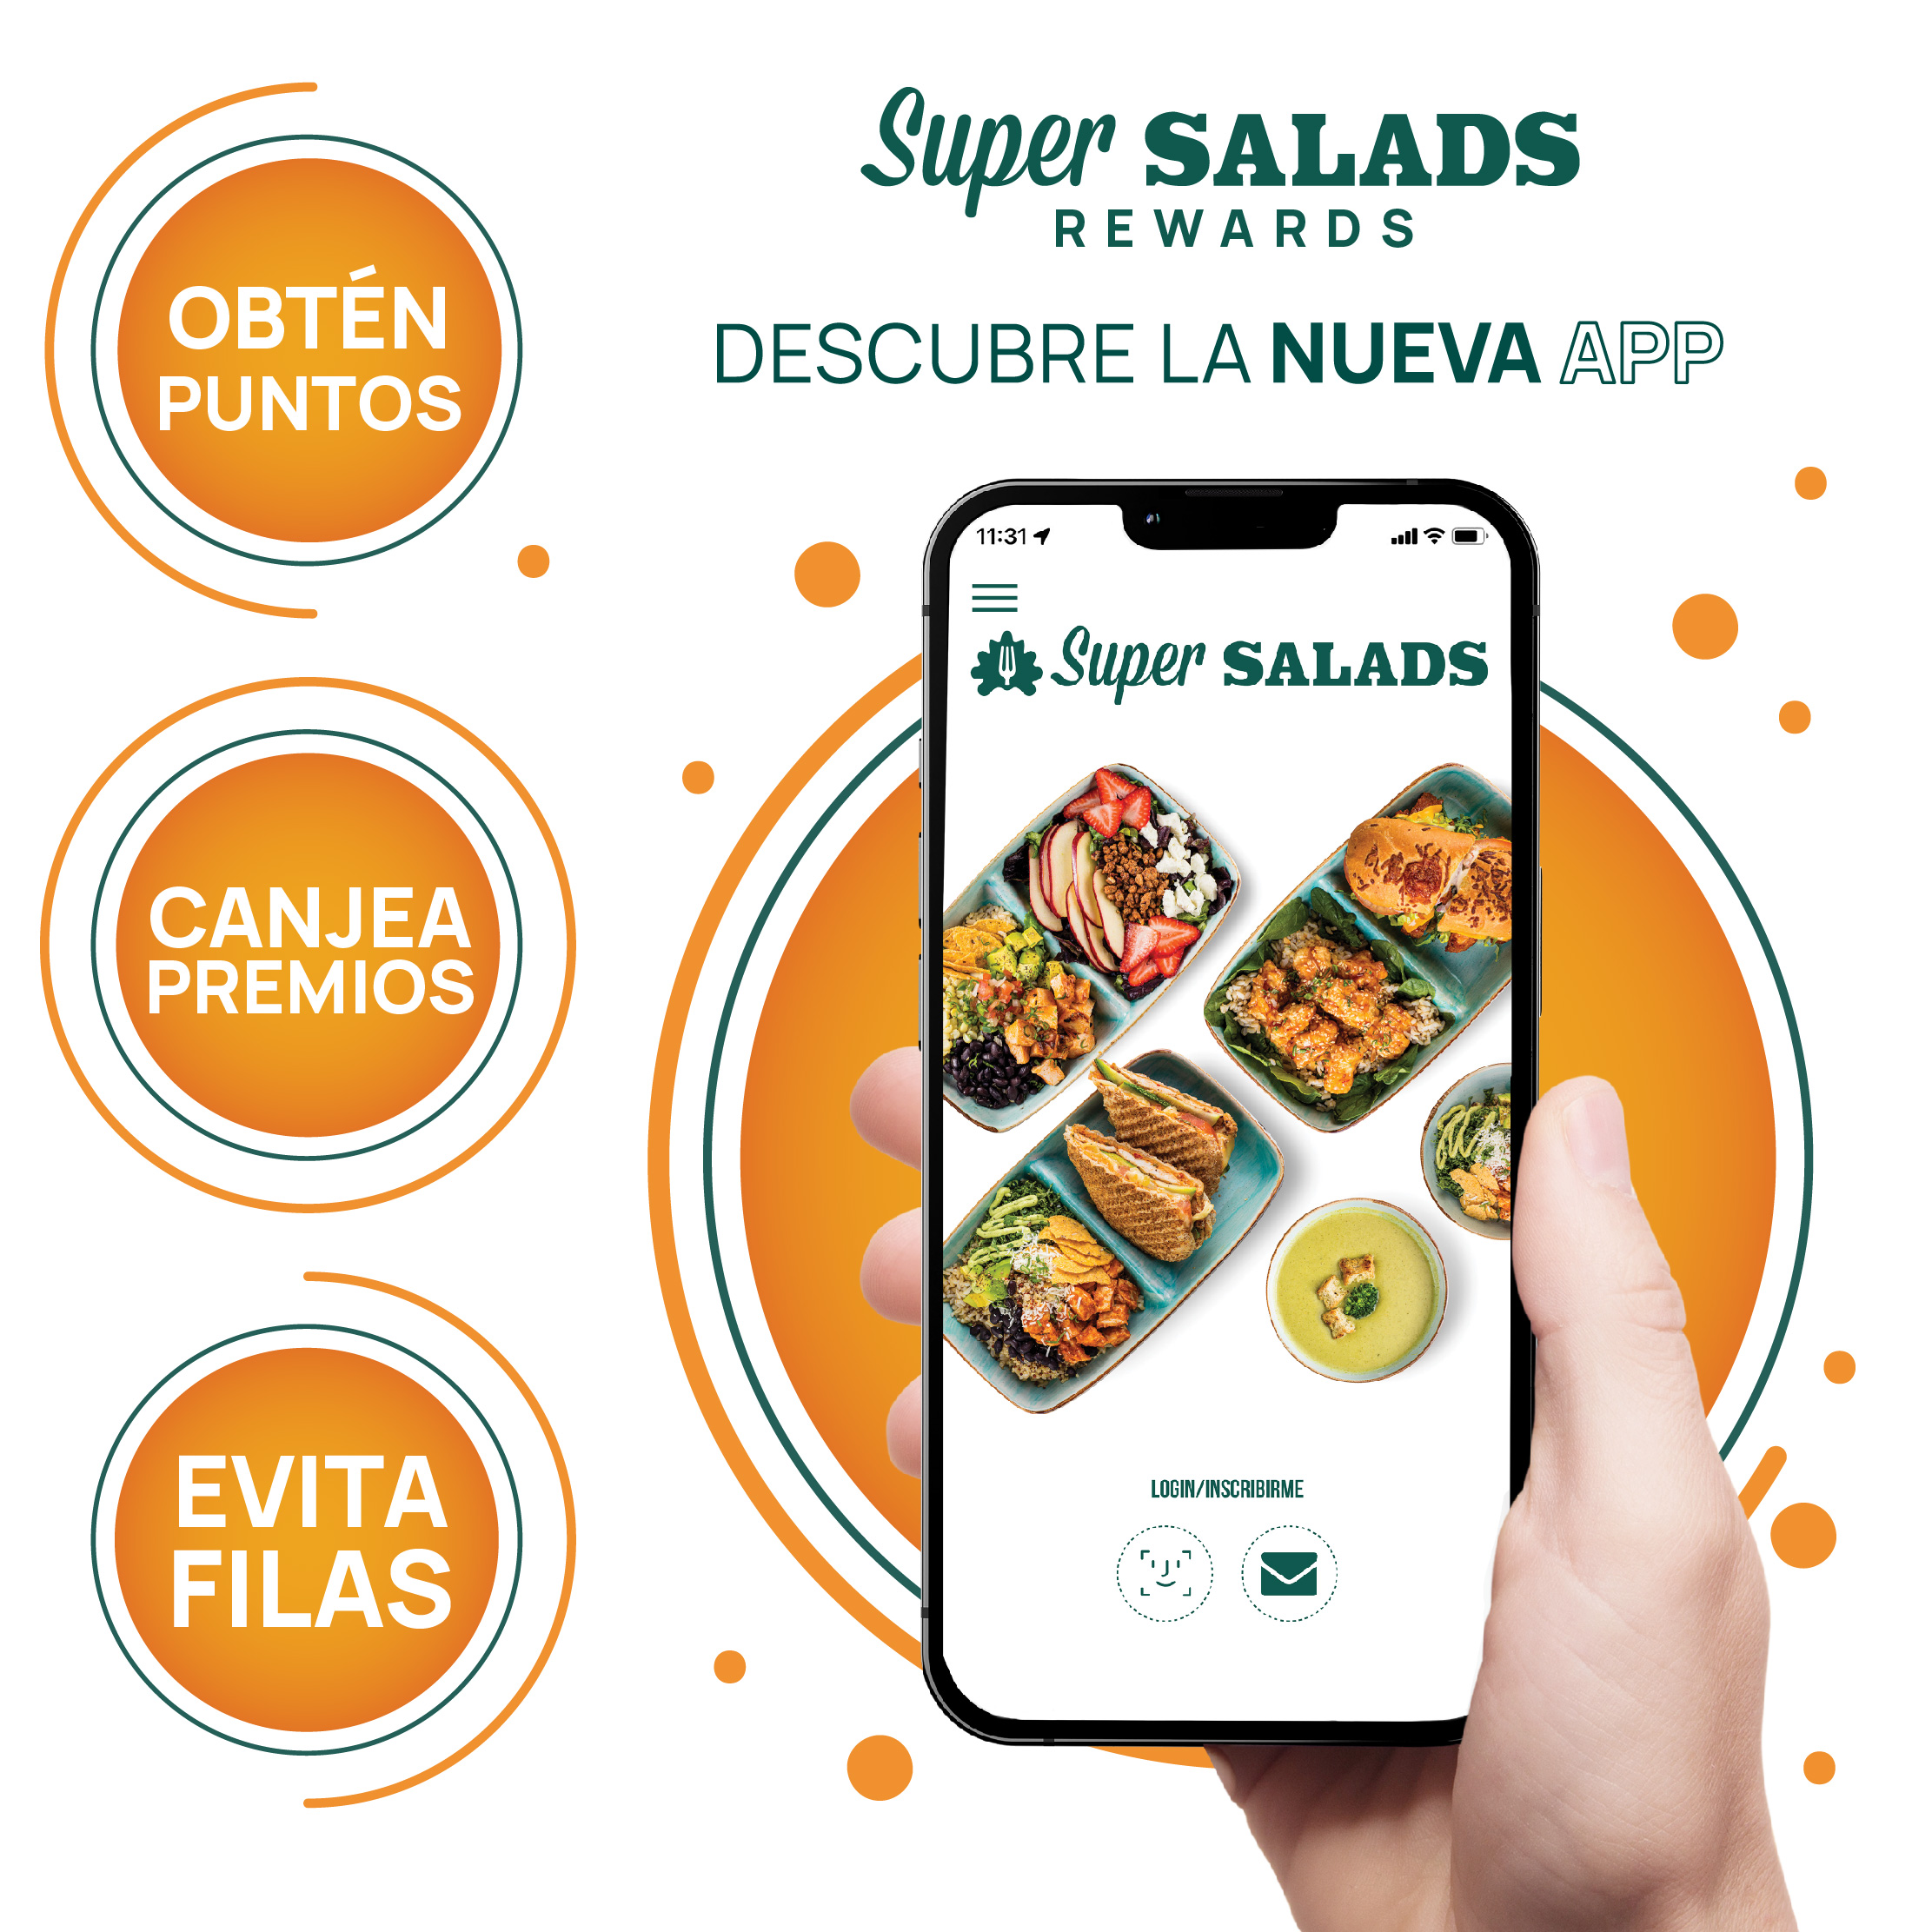 Super SALADS
REWARDS
DESCUBRE LA NUEVA APP
OBTÉN
PUNTOS
CANJEA
PREMIOS
EVITA
FILAS
11:31
Super SALADS
LOGIN/INSCRIBIRME